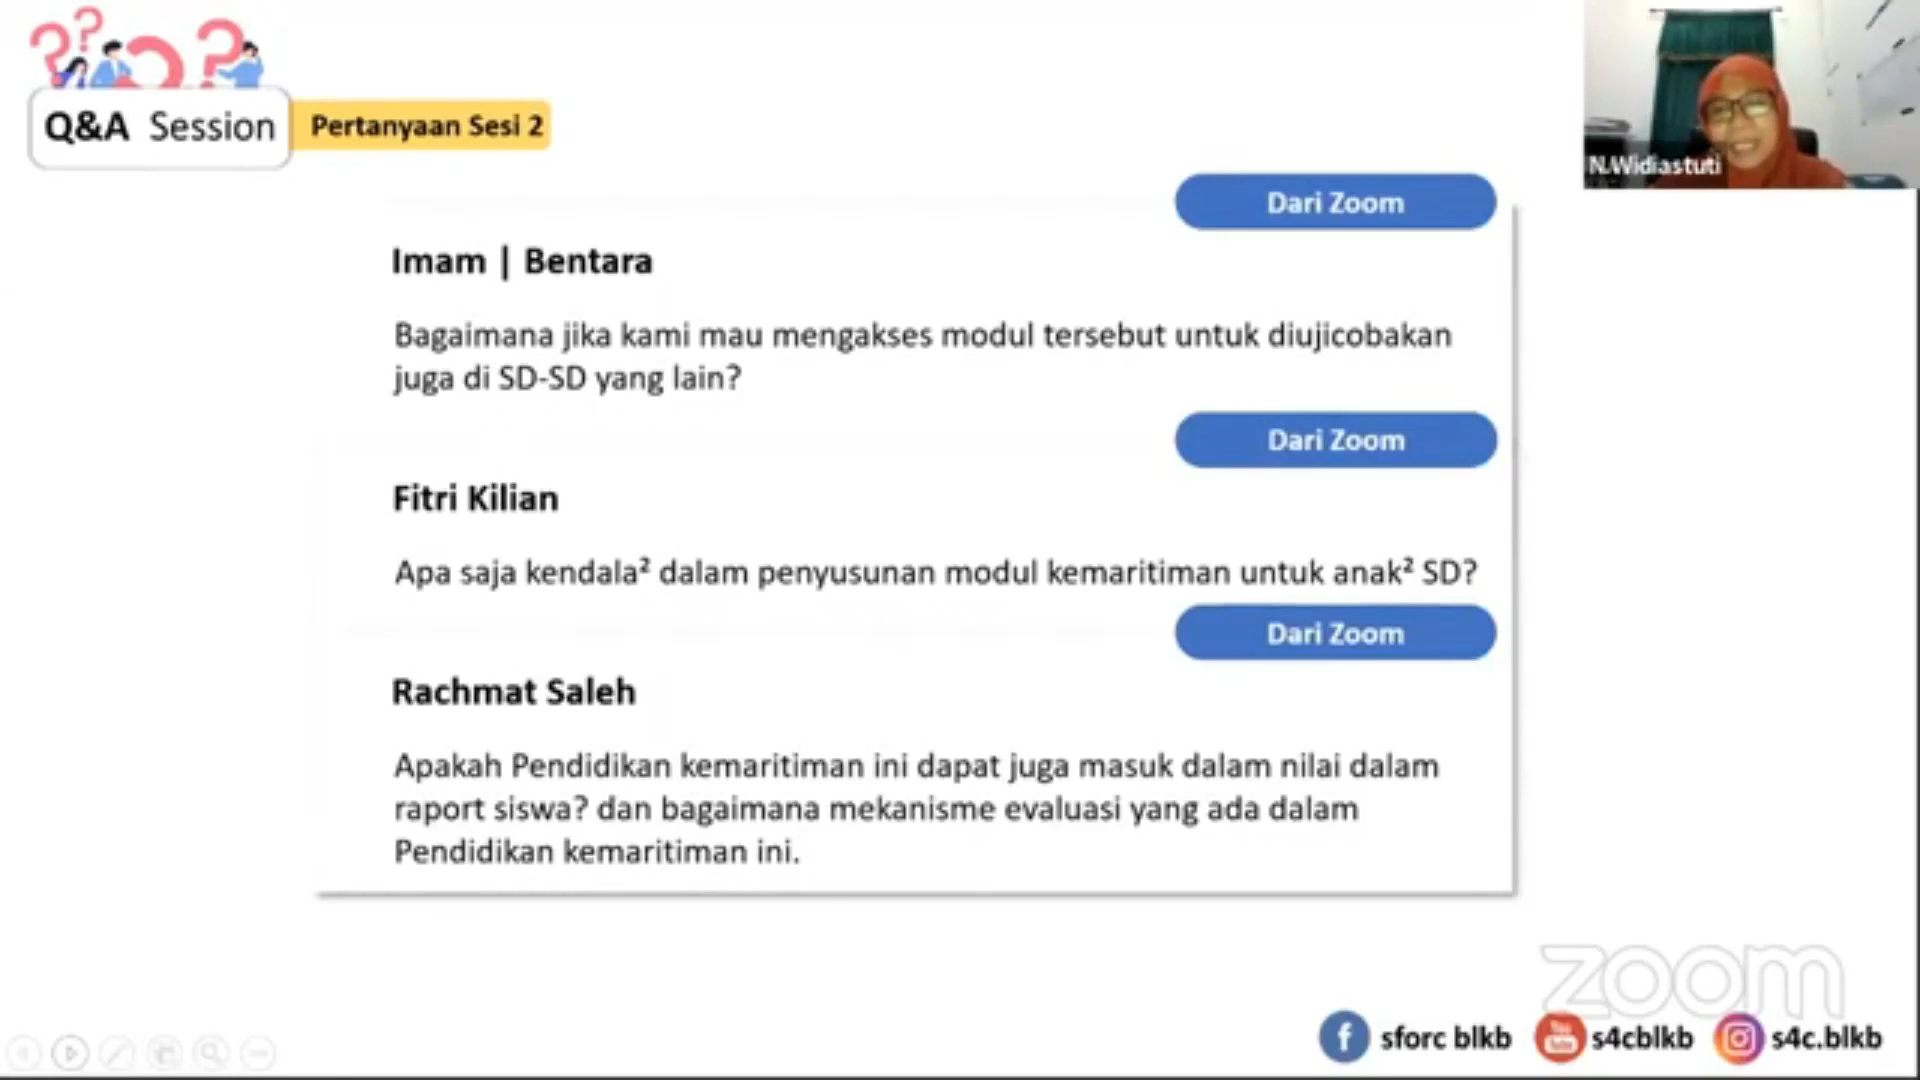 Q&A Session
Pertanyaan Sesi 2
N.Widiastuti
Dari Zoom
Imam | Bentara
Bagaimana jika kami mau mengakses modul tersebut untuk diujicobakan
juga di SD-SD yang lain?
Dari Zoom
Fitri Kilian
Apa saja kendala² dalam penyusunan modul kemaritiman untuk anak² SD?
Dari Zoom
Rachmat Saleh
Apakah Pendidikan kemaritiman ini dapat juga masuk dalam nilai dalam
raport siswa? dan bagaimana mekanisme evaluasi yang ada dalam
Pendidikan kemaritiman ini.
zoom
f sforc blkb You Tube s4cblkb s4c.blkb